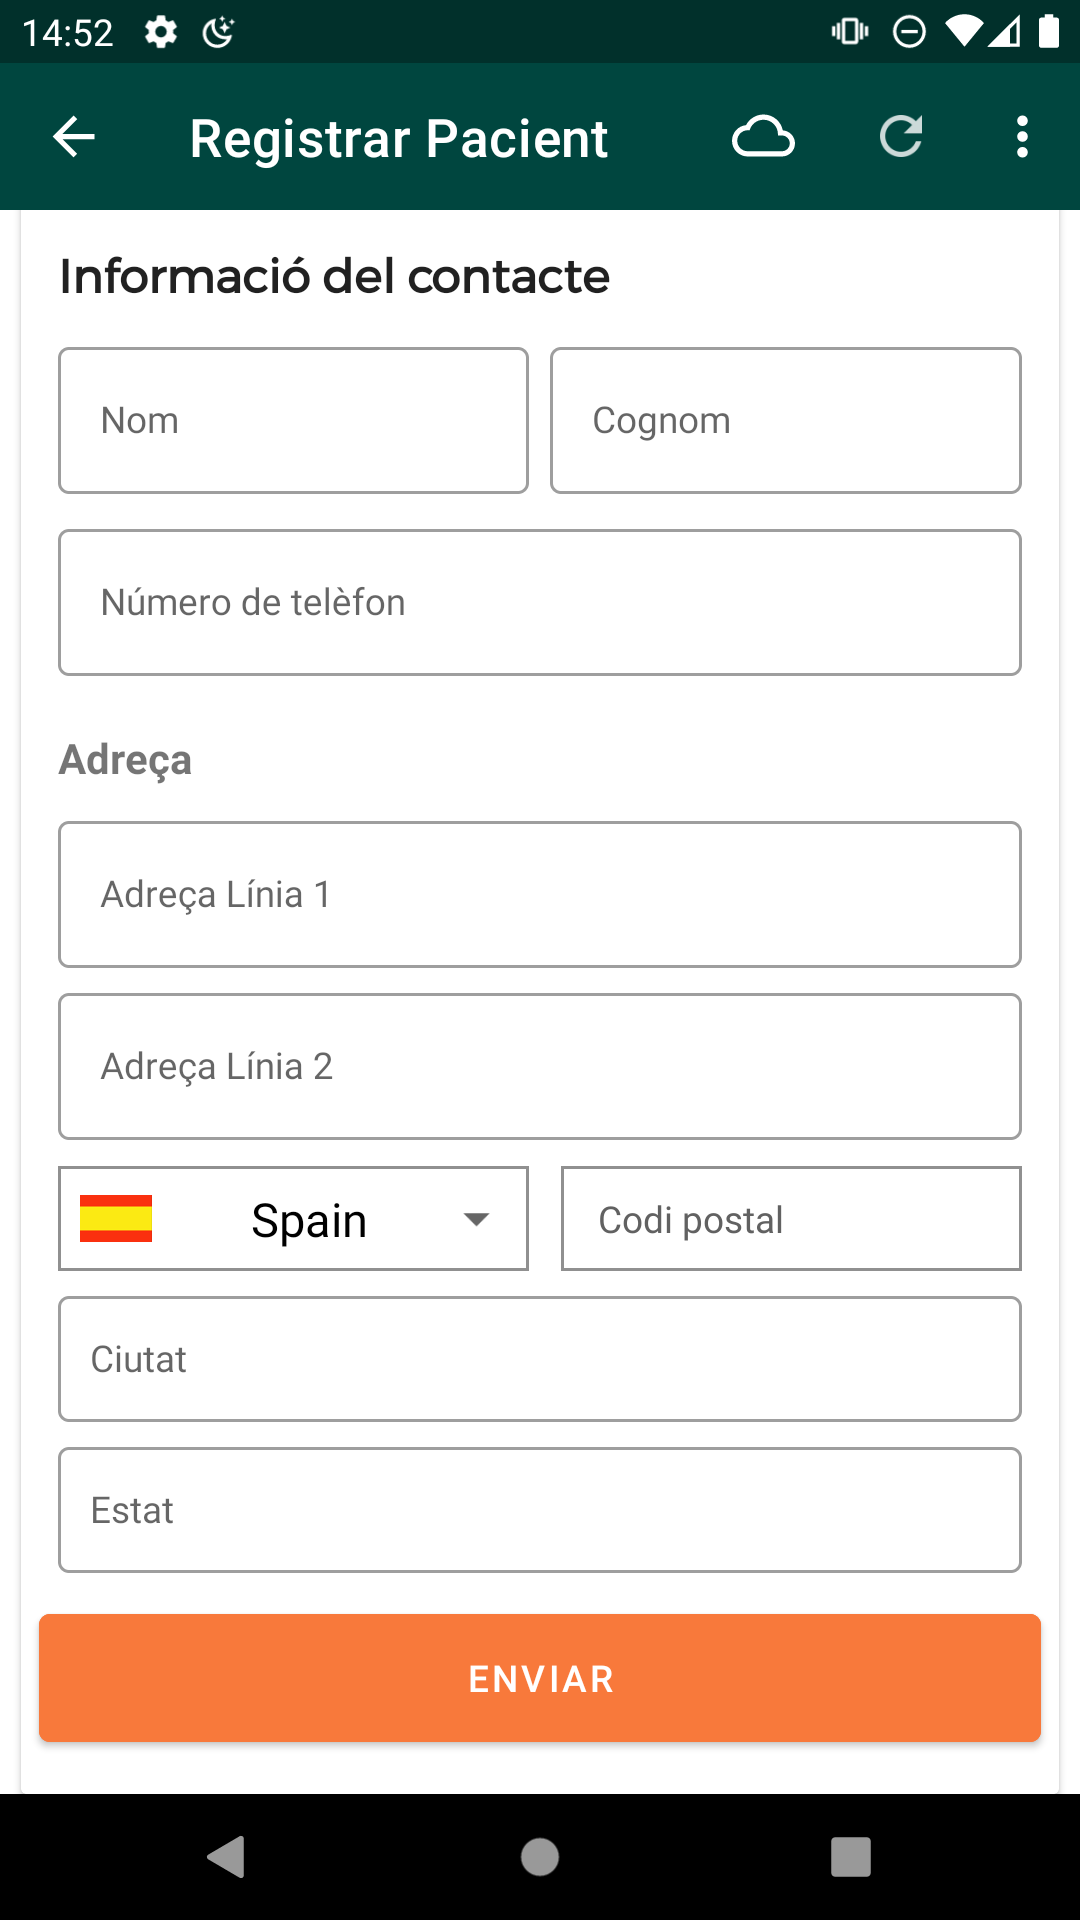 14:52
Registrar Pacient
Informació del contacte
Nom
Cognom
Número de telèfon
Adreça
Adreça Línia 1
Adreça Línia 2
Spain
Codi postal
Ciutat
Estat
ENVIAR